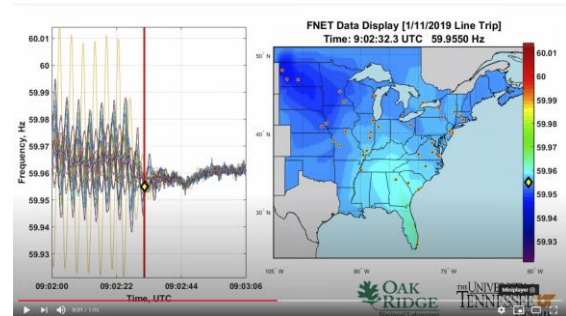 FNET Data Display [1/11/2019 Line Trip]
Time: 9:02:32.3 UTC 59.9550 Hz
60.01
60
59.99
59.98
59.97
59.96
59.95
59.94
59.93
Frequency, Hz
09:02:00
09:02:22
09:02:44
09:03:06
Time, UTC
50° N
40° N
30° N
105° W
90° W
75° W
60° W
60.01
60
59.99
59.98
59.97
59.96
59.95
59.94
59.93
OAK
RIDGE
THE UNIVERSITY OF
TENNESSEE
Miniplayer (i)
0:31 / 1:05